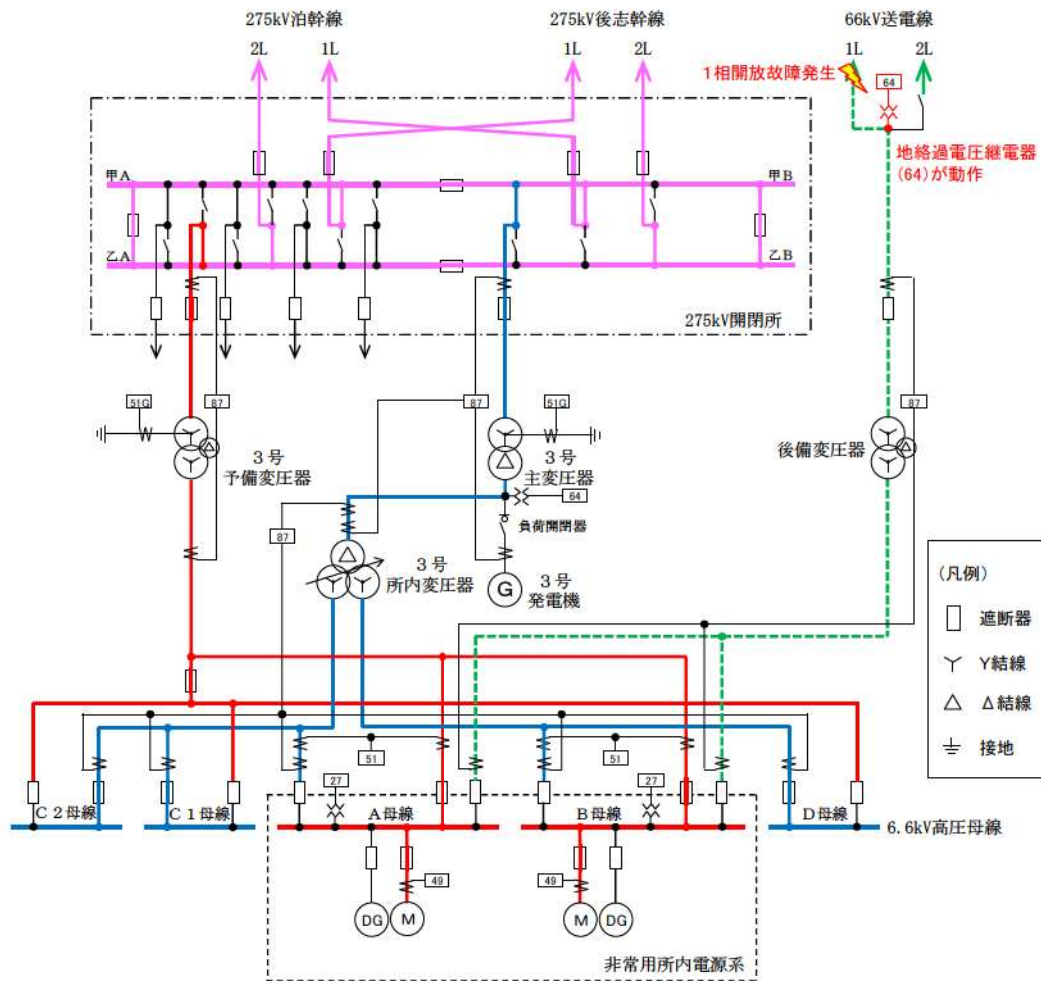 275kV泊幹線
275kV後志幹線
66kV送電線
2L
1L
1L
2L
1L
2L
1相開放故障発生
64
地絡過電圧継電器
(64)が動作
甲A
甲B
乙A
乙B
275kV開閉所
51G
87
87
51G
87
3号
予備変圧器
3号
主変圧器
後備変圧器
64
負荷開閉器
87
3号
所内変圧器
G
3号
発電機
(凡例)
遮断器
Y結線
Δ結線
接地
51
51
27
27
C2母線
C1母線
A母線
B母線
D母線
6.6kV高圧母線
49
49
DG
M
M
DG
非常用所内電源系